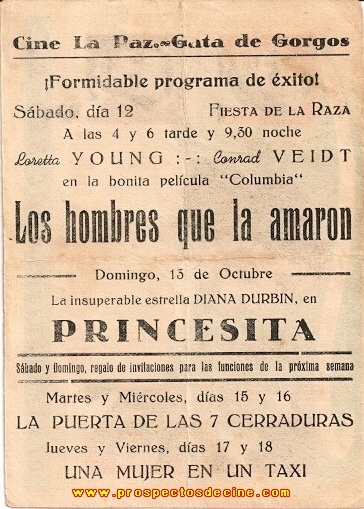 Cine La Paz.-Gata de Gorgos
¡Formidable programa de éxito!
Sábado, día 12 FIESTA DE LA RAZA
A las 4 y 6 tarde y 9,30 noche
Loretta YOUNG :-: Conrad VEIDT
en la bonita película "Columbia"
Los hombres que la amaron
Domingo, 13 de Octubre
La insuperable estrella DIANA DURBIN, en
PRINCESITA
Sábado y Domingo, regalo de invitaciones para las funciones de la próxima semana
Martes y Miércoles, días 15 y 16
LA PUERTA DE LAS 7 CERRADURAS
Jueves y Viernes, días 17 y 18
UNA MUJER EN UN TAXI
www.prospectosdecine.com